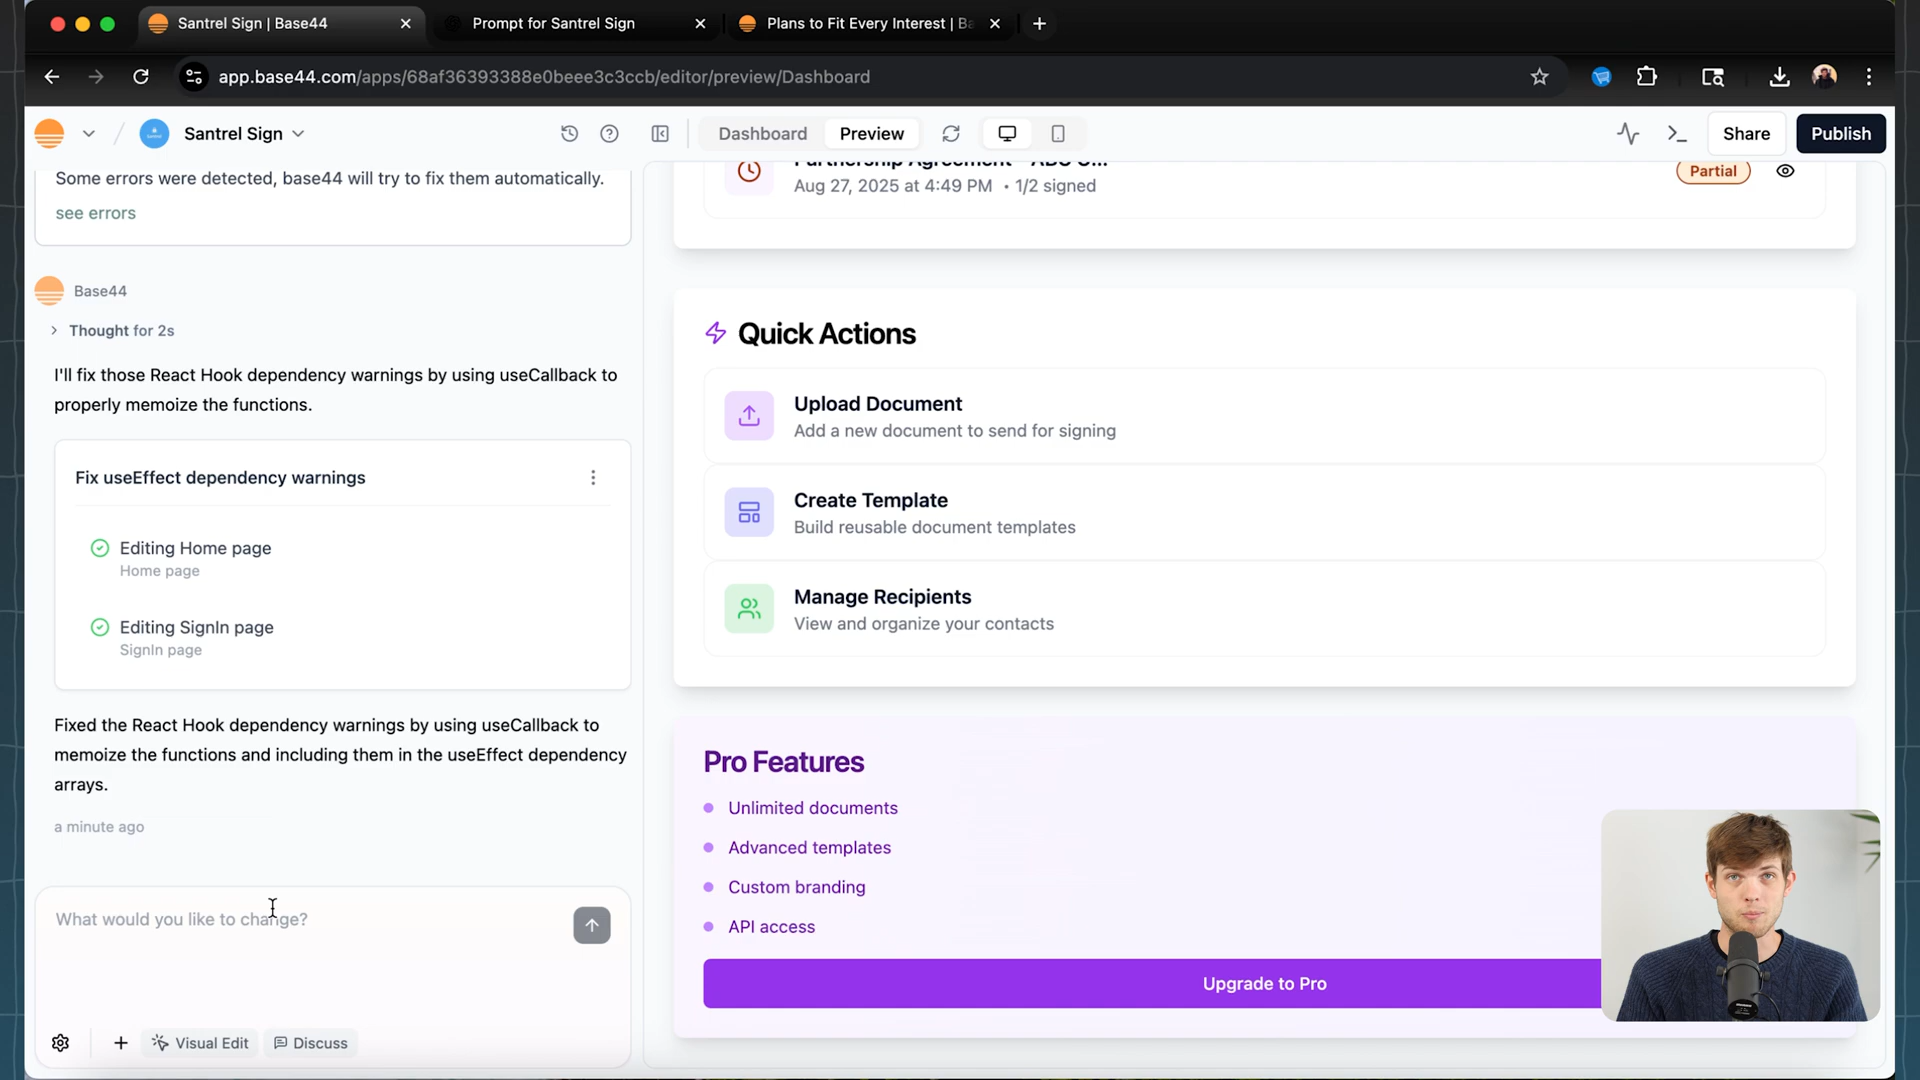 Santrel Sign | Base44
Prompt for Santrel Sign
Plans to Fit Every Interest | Ba
app.base44.com/apps/68af36393388e0beee3c3ccb/editor/preview/Dashboard
Santrel Sign
Dashboard
Preview
Share
Publish
Some errors were detected, base44 will try to fix them automatically.
see errors
Base44
Thought for 2s
I'll fix those React Hook dependency warnings by using useCallback to
properly memoize the functions.
Fix useEffect dependency warnings
Editing Home page
Home page
Editing SignIn page
SignIn page
Fixed the React Hook dependency warnings by using useCallback to
memoize the functions and including them in the useEffect dependency
arrays.
a minute ago
What would you like to change?
Visual Edit
Discuss
Partnership Agreement - ABC
Aug 27, 2025 at 4:49 PM • 1/2 signed
Partial
Quick Actions
Upload Document
Add a new document to send for signing
Create Template
Build reusable document templates
Manage Recipients
View and organize your contacts
Pro Features
Unlimited documents
Advanced templates
Custom branding
API access
Upgrade to Pro